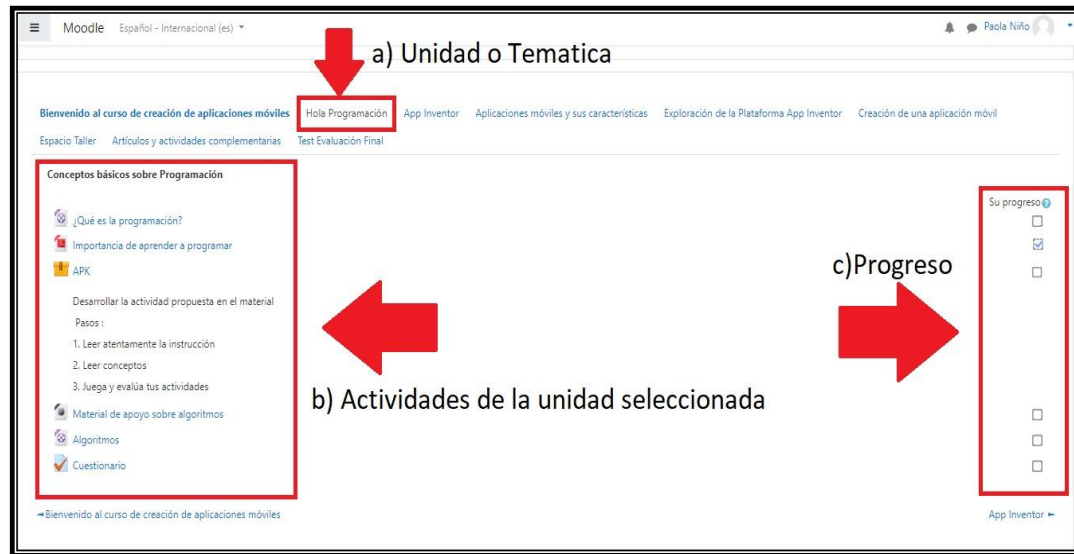 Moodle Español - Internacional (es) Paola Niño
a) Unidad o Tematica
Bienvenido al curso de creación de aplicaciones móviles Hola Programación App Inventor Aplicaciones móviles y sus características Exploración de la Plataforma App Inventor Creación de una aplicación móvil
Espacio Taller Artículos y actividades complementarias Test Evaluación Final
Conceptos básicos sobre Programación
Su progreso
¿Qué es la programación?
Importancia de aprender a programar
c)Progreso
APK
Desarrollar la actividad propuesta en el material
Pasos :
1. Leer atentamente la instrucción
2. Leer conceptos
3. Juega y evalúa tus actividades
b) Actividades de la unidad seleccionada
Material de apoyo sobre algoritmos
Algoritmos
Cuestionario
◄Bienvenido al curso de creación de aplicaciones móviles App Inventor ►